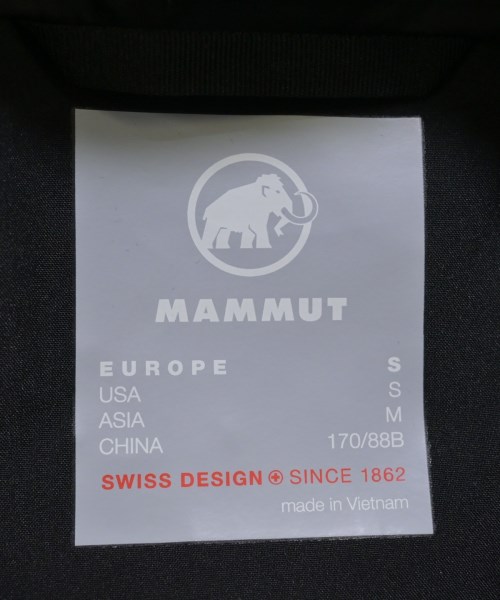 MAMMUT
EUROPE S
USA S
ASIA M
CHINA 170/88B
SWISS DESIGN SINCE 1862
made in Vietnam